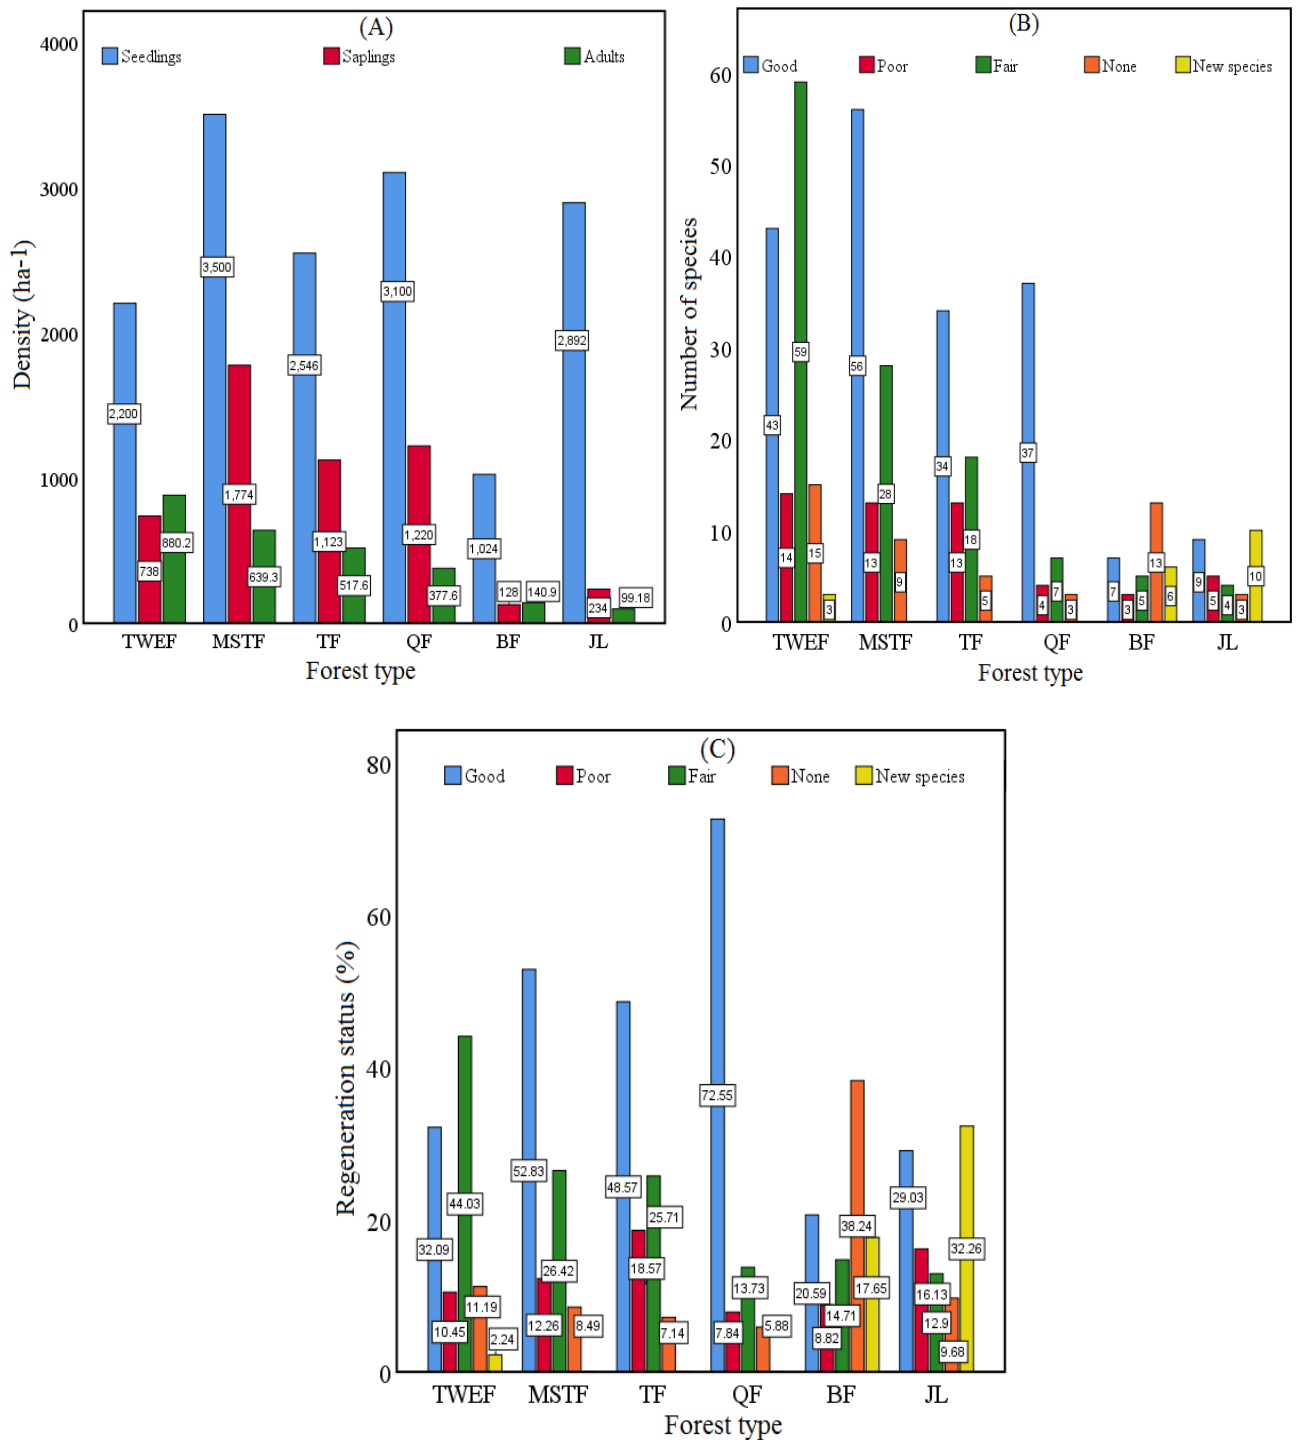 (A)
Seedlings Saplings Adults
4000
3000
2000
1000
0
Density (ha-1)
2,200 738 880.2
3,500 1,774 639.3
2,546 1,123 517.6
3,100 1,220 377.6
1,024 128 140.9
2,892 234 99.18
TWEF MSTF TF QF BF JL
Forest type
(B)
Good Poor Fair None New species
60
50
40
30
20
10
0
Number of species
43 14 59 15 3
56 13 28 9
34 13 18 5
37 4 7 3
7 3 5 13 6
9 5 4 3 10
TWEF MSTF TF QF BF JL
Forest type
(C)
Good Poor Fair None New species
80
60
40
20
0
Regeneration status (%)
32.09 10.45 44.03 11.19 2.24
52.83 12.26 26.42 8.49
48.57 18.57 25.71 7.14
72.55 7.84 13.73 5.88
20.59 8.82 14.71 38.24 17.65
29.03 16.13 12.9 9.68 32.26
TWEF MSTF TF QF BF JL
Forest type